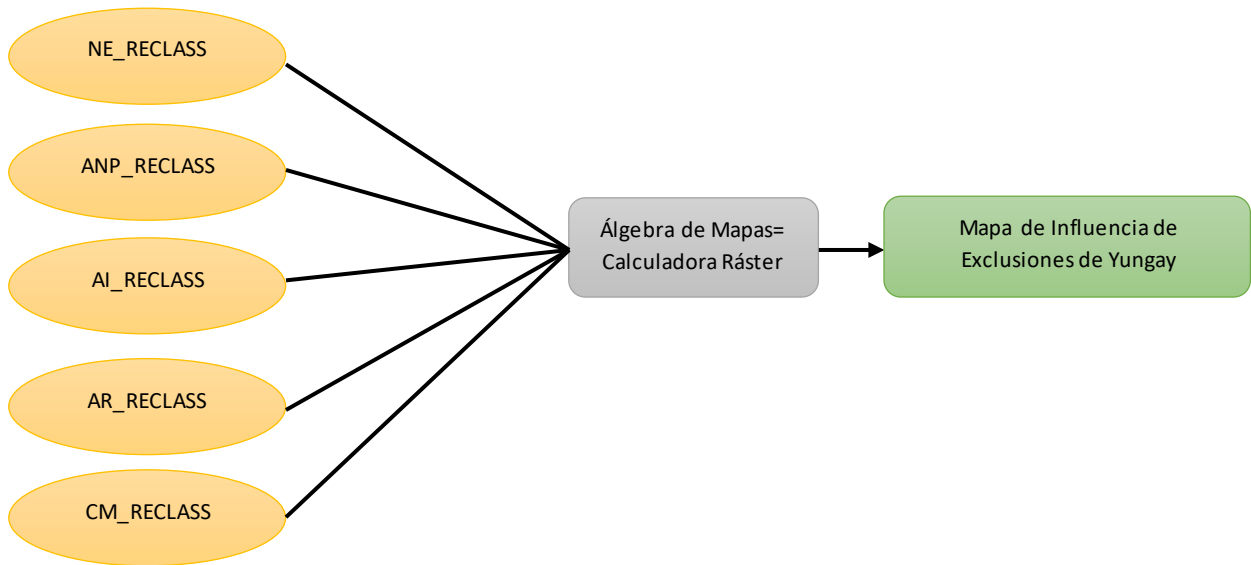 NE_RECLASS
ANP_RECLASS
AI_RECLASS
AR_RECLASS
CM_RECLASS
Álgebra de Mapas=
Calculadora Ráster
Mapa de Influencia de
Exclusiones de Yungay